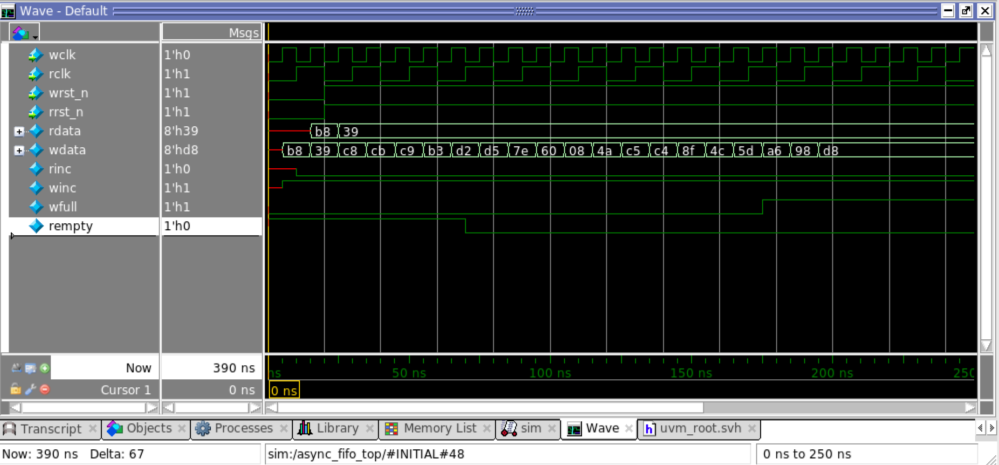 Wave - Default
Msgs
wclk 1'h0
rclk 1'h1
wrst_n 1'h1
rrst_n 1'h1
rdata 8'h39 b8 39
wdata 8'hd8 b8 39 c8 cb c9 b3 d2 d5 7e 60 08 4a c5 c4 8f 4c 5d a6 98 d8
rinc 1'h0
winc 1'h1
wfull 1'h1
rempty 1'h0
Now 390 ns ns 50 ns 100 ns 150 ns 200 ns 250
Cursor 1 0 ns 0 ns
Transcript Objects Processes Library Memory List sim Wave uvm_root.svh
Now: 390 ns Delta: 67 sim:/async_fifo_top/#INITIAL#48 0 ns to 250 ns